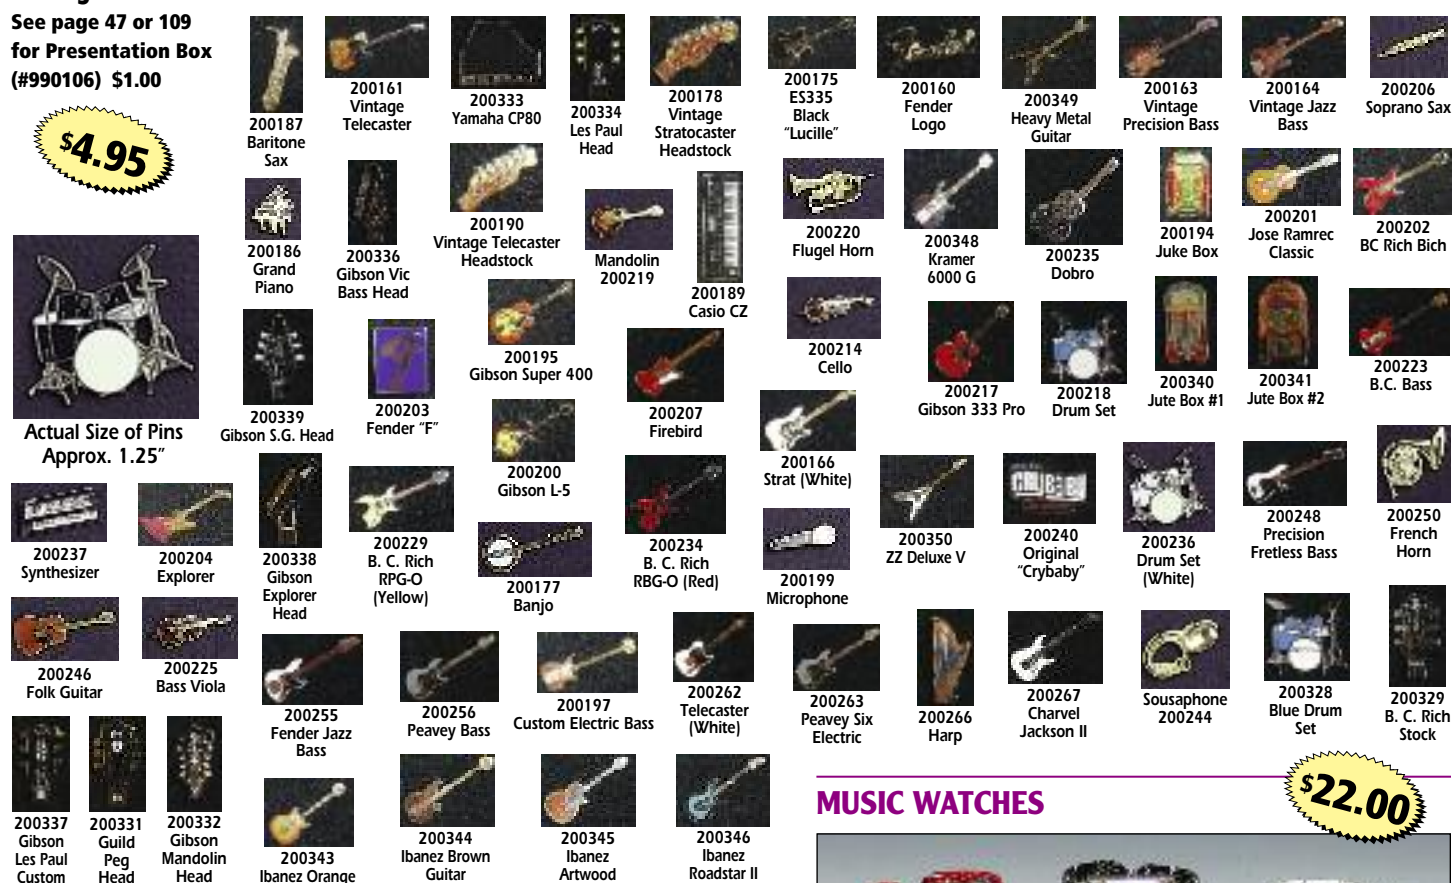 See page 47 or 109
for Presentation Box
(#990106)  $1.00
$4.95
200187
Baritone
Sax
200161
Vintage
Telecaster
200333
Yamaha CP80
200334
Les Paul
Head
200178
Vintage
Stratocaster
Headstock
200175
ES335
Black
“Lucille”
200160
Fender
Logo
200349
Heavy Metal
Guitar
200163
Vintage
Precision Bass
200164
Vintage Jazz
Bass
200206
Soprano Sax
200186
Grand
Piano
200336
Gibson Vic
Bass Head
200190
Vintage Telecaster
Headstock
Mandolin
200219
200189
Casio CZ
200220
Flugel Horn
200348
Kramer
6000 G
200235
Dobro
200194
Juke Box
200201
Jose Ramrec
Classic
200202
BC Rich Bich
Actual Size of Pins
Approx. 1.25”
200339
Gibson S.G. Head
200203
Fender “F”
200195
Gibson Super 400
200207
Firebird
200214
Cello
200217
Gibson 333 Pro
200218
Drum Set
200340
Jute Box #1
200341
Jute Box #2
200223
B.C. Bass
200200
Gibson L-5
200166
Strat (White)
200237
Synthesizer
200204
Explorer
200338
Gibson
Explorer
Head
200229
B. C. Rich
RPG-O
(Yellow)
200177
Banjo
200234
B. C. Rich
RBG-O (Red)
200199
Microphone
200350
ZZ Deluxe V
200240
Original
“Crybaby”
200236
Drum Set
(White)
200248
Precision
Fretless Bass
200250
French
Horn
200246
Folk Guitar
200225
Bass Viola
200255
Fender Jazz
Bass
200256
Peavey Bass
200197
Custom Electric Bass
200262
Telecaster
(White)
200263
Peavey Six
Electric
200266
Harp
200267
Charvel
Jackson II
Sousaphone
200244
200328
Blue Drum
Set
200329
B. C. Rich
Stock
200337
Gibson
Les Paul
Custom
200331
Guild
Peg
Head
200332
Gibson
Mandolin
Head
200343
Ibanez Orange
200344
Ibanez Brown
Guitar
200345
Ibanez
Artwood
200346
Ibanez
Roadstar II
MUSIC WATCHES
$22.00